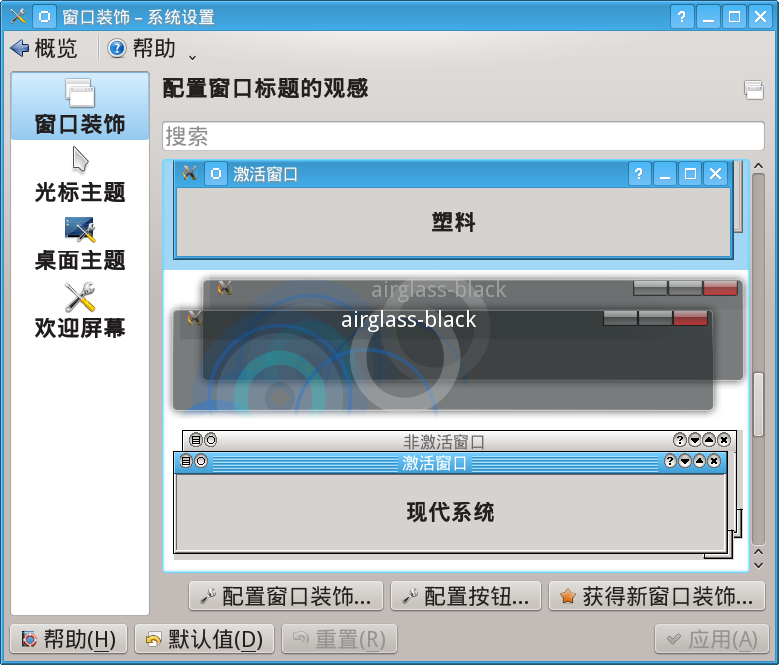 窗口装饰 – 系统设置
概览 帮助
窗口装饰
光标主题
桌面主题
欢迎屏幕
配置窗口标题的观感
搜索
激活窗口
塑料
airglass-black
airglass-black
非激活窗口
激活窗口
现代系统
配置窗口装饰... 配置按钮... 获得新窗口装饰...
帮助(H) 默认值(D) 重置(R) 应用(A)